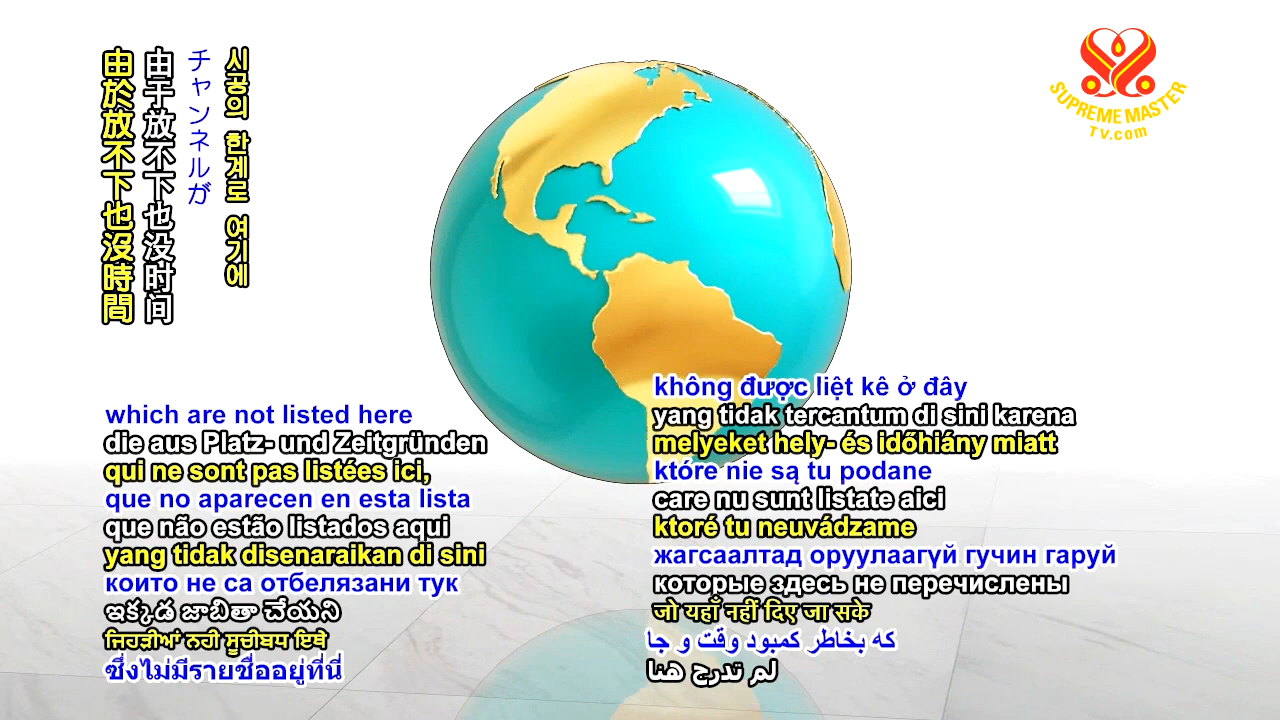 由於放不下也沒時間
由于放不下也没时间
チャンネルが
시공의 한계로 여기에
SUPREME MASTER
TV.com
which are not listed here
die aus Platz- und Zeitgründen
qui ne sont pas listées ici,
que no aparecen en esta lista
que não estão listados aqui
yang tidak disenaraikan di sini
които не са отбелязани тук
ఇక్కడ జాబితా చేయని
ਜਿਹੜੀਆਂ ਨਹੀ ਸੂਚੀਬਧ ਇਥੇ
ซึ่งไม่มีรายชื่ออยู่ที่นี่
không được liệt kê ở đây
yang tidak tercantum di sini karena
melyeket hely- és időhiány miatt
które nie są tu podane
care nu sunt listate aici
ktoré tu neuvádzame
жагсаалтад оруулаагүй гучин гаруй
которые здесь не перечислены
जो यहाँ नहीं दिए जा सके
که بخاطر کمبود وقت و جا
لم تدرج هنا